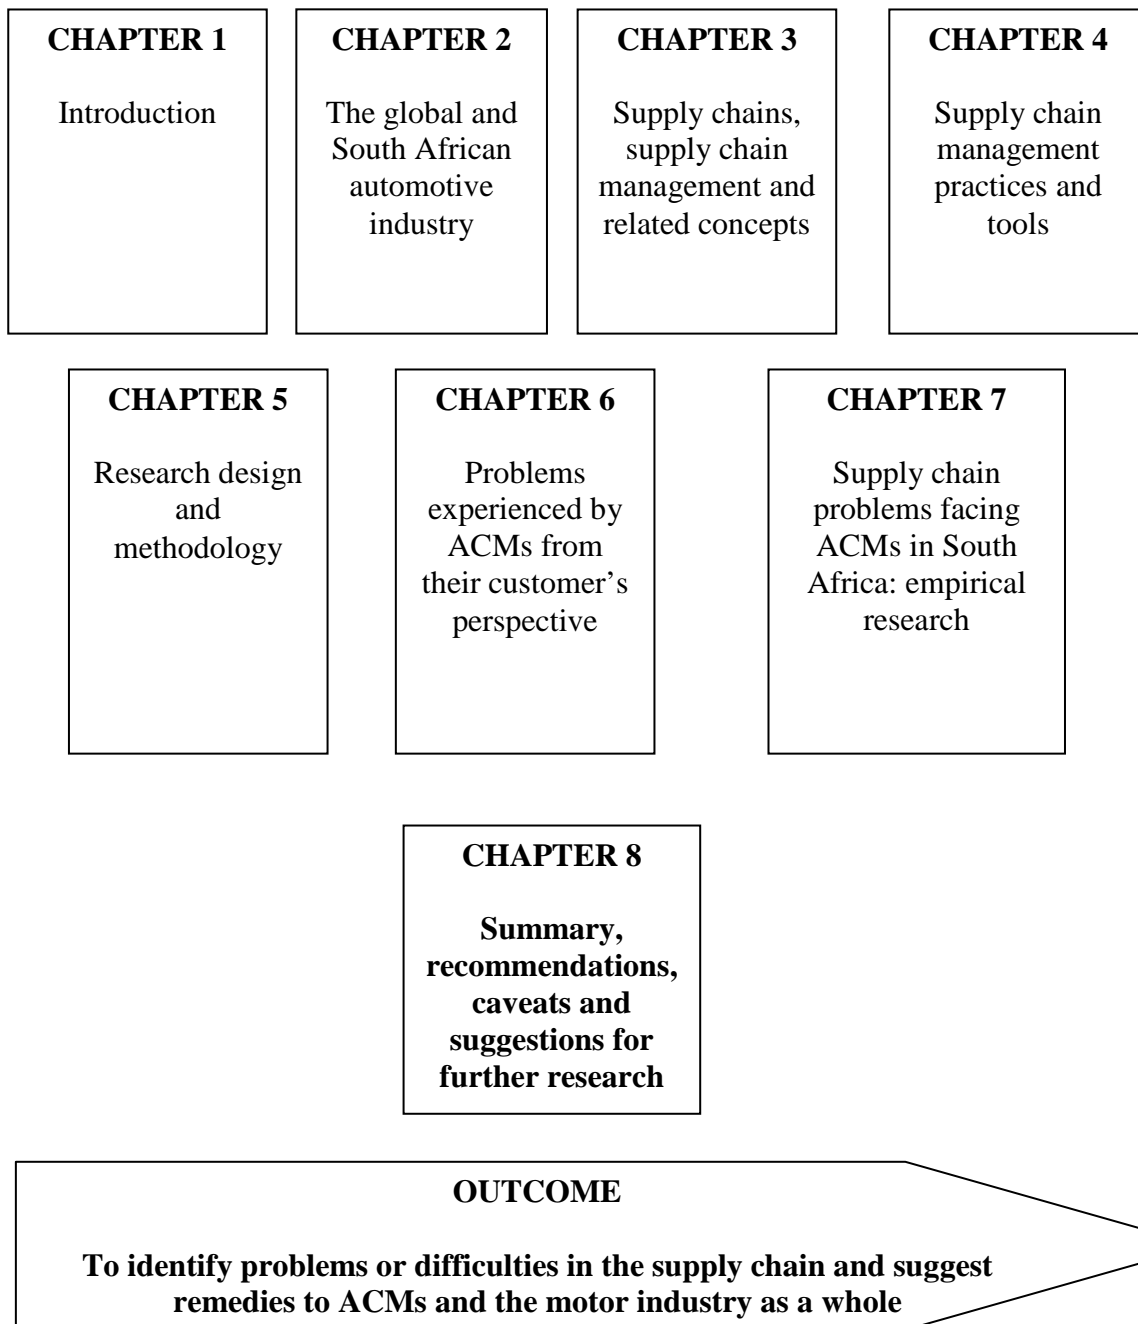 CHAPTER 1
Introduction
CHAPTER 2
The global and
South African
automotive
industry
CHAPTER 3
Supply chains,
supply chain
management and
related concepts
CHAPTER 4
Supply chain
management
practices and
tools
CHAPTER 5
Research design
and
methodology
CHAPTER 6
Problems
experienced by
ACMs from
their customer’s
perspective
CHAPTER 7
Supply chain
problems facing
ACMs in South
Africa: empirical
research
CHAPTER 8
Summary,
recommendations,
caveats and
suggestions for
further research
OUTCOME
To identify problems or difficulties in the supply chain and suggest
remedies to ACMs and the motor industry as a whole